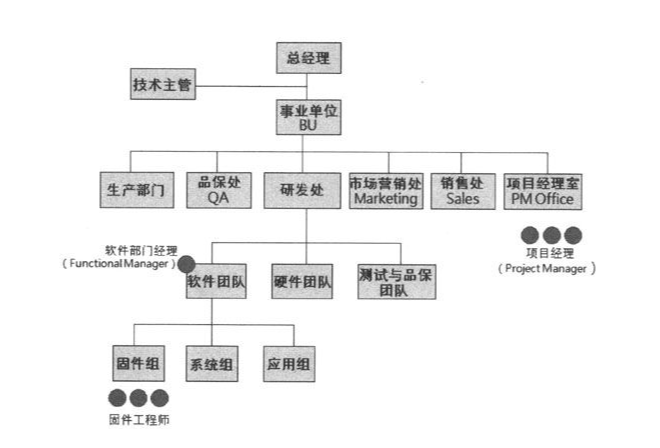 总经理
技术主管
事业单位
BU
生产部门
品保处
QA
研发处
市场营销处
Marketing
销售处
Sales
项目经理室
PM Office
软件部门经理
(Functional Manager)
项目经理
(Project Manager)
软件团队
硬件团队
测试与品保
团队
固件组
系统组
应用组
固件工程师